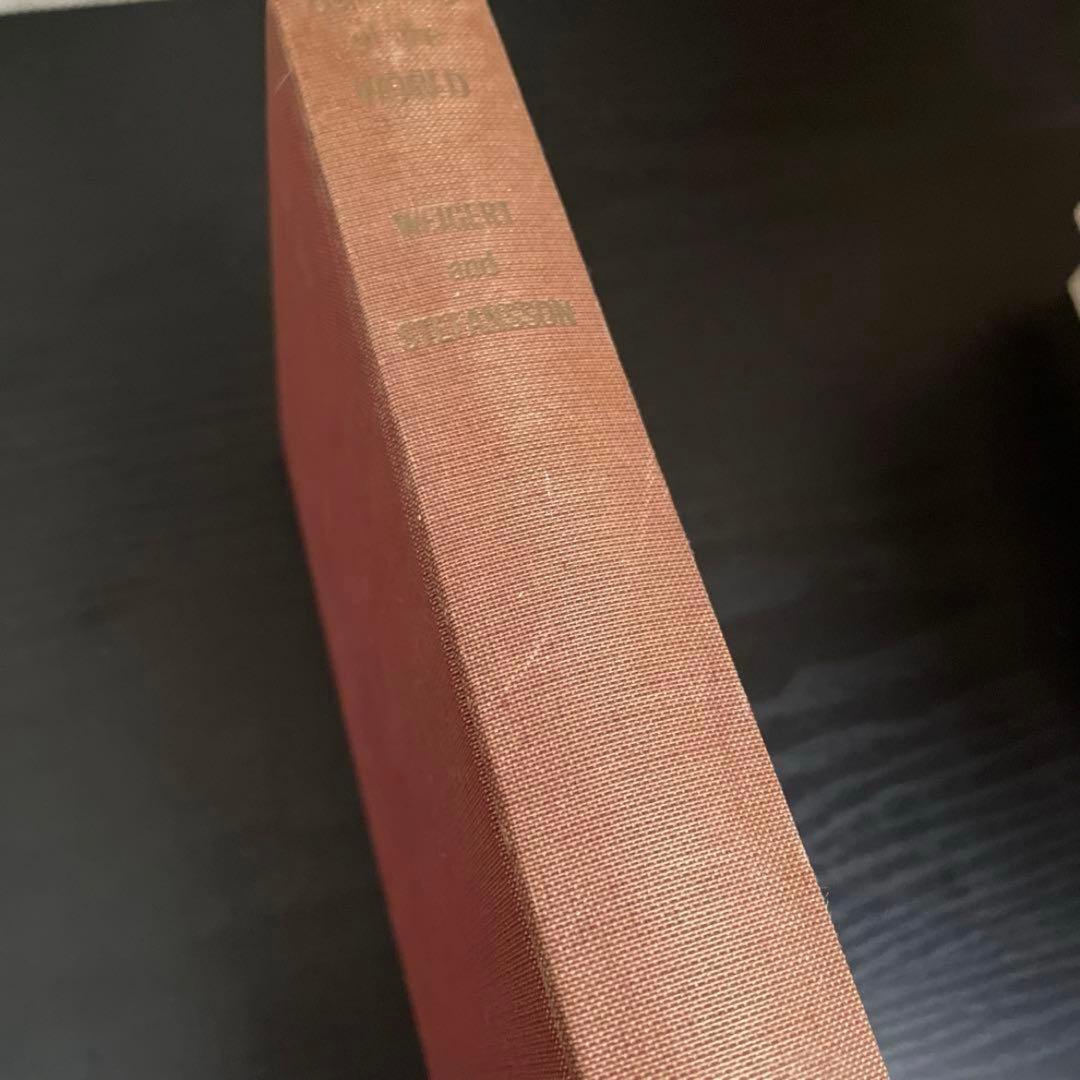 of the
WORLD
WEIGERT
and
STEFANSSON